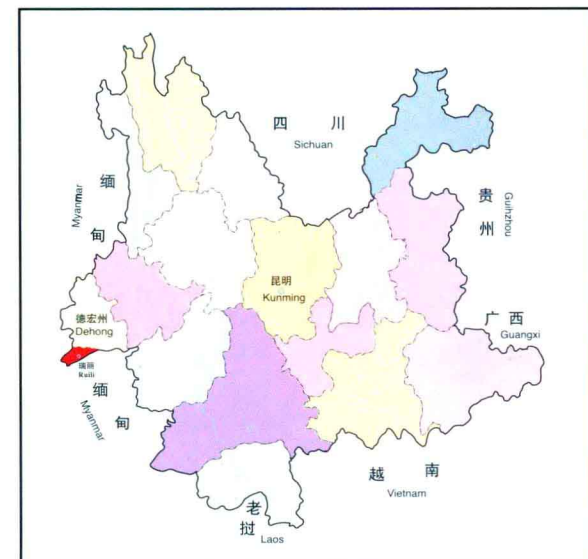 四 川
Sichuan
缅
甸
Myanmar
贵
州
Guihzhou
昆明
Kunming
德宏州
Dehong
广 西
Guangxi
瑞丽
Ruili
缅
甸
Myanmar
越 南
Vietnam
老
挝
Laos